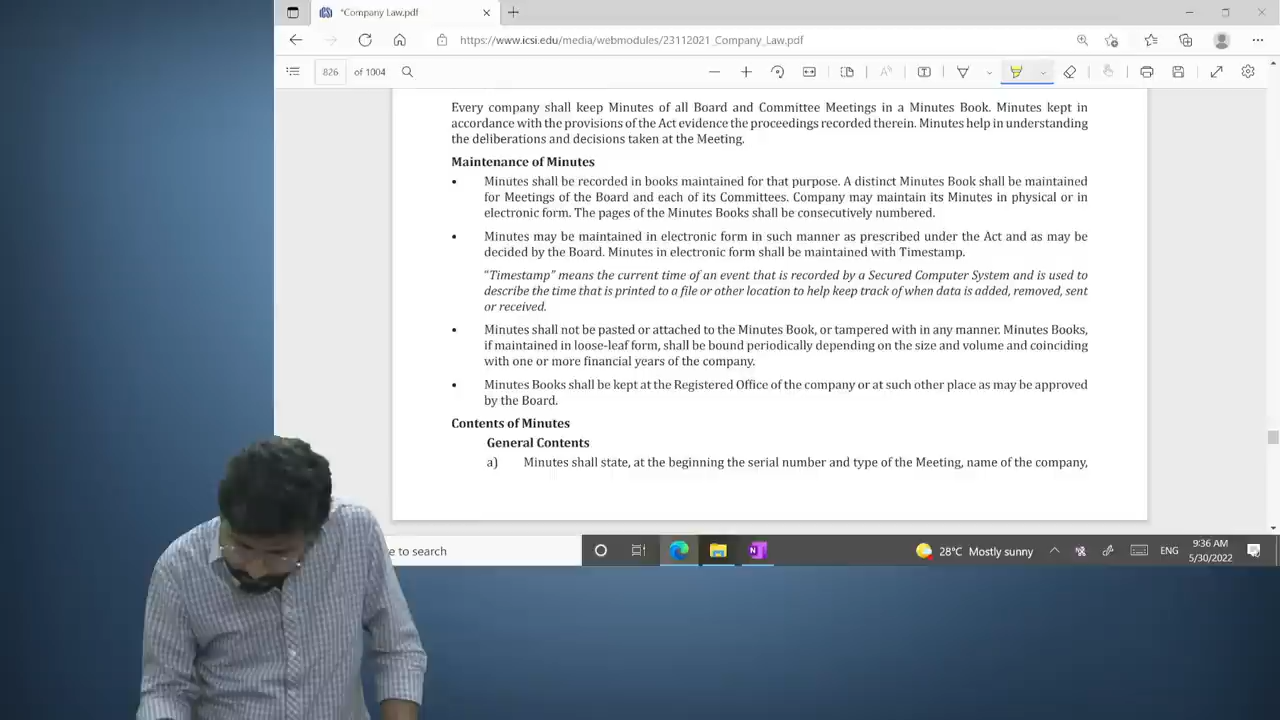 *Company Law.pdf
https://www.icsi.edu/media/webmodules/23112021_Company_Law.pdf
826 of 1004
Every company shall keep Minutes of all Board and Committee Meetings in a Minutes Book. Minutes kept in
accordance with the provisions of the Act evidence the proceedings recorded therein. Minutes help in understanding
the deliberations and decisions taken at the Meeting.
Maintenance of Minutes
• Minutes shall be recorded in books maintained for that purpose. A distinct Minutes Book shall be maintained
for Meetings of the Board and each of its Committees. Company may maintain its Minutes in physical or in
electronic form. The pages of the Minutes Books shall be consecutively numbered.
• Minutes may be maintained in electronic form in such manner as prescribed under the Act and as may be
decided by the Board. Minutes in electronic form shall be maintained with Timestamp.
“Timestamp” means the current time of an event that is recorded by a Secured Computer System and is used to
describe the time that is printed to a file or other location to help keep track of when data is added, removed, sent
or received.
• Minutes shall not be pasted or attached to the Minutes Book, or tampered with in any manner. Minutes Books,
if maintained in loose-leaf form, shall be bound periodically depending on the size and volume and coinciding
with one or more financial years of the company.
• Minutes Books shall be kept at the Registered Office of the company or at such other place as may be approved
by the Board.
Contents of Minutes
General Contents
a) Minutes shall state, at the beginning the serial number and type of the Meeting, name of the company,
e to search
28°C Mostly sunny
ENG
9:36 AM
5/30/2022